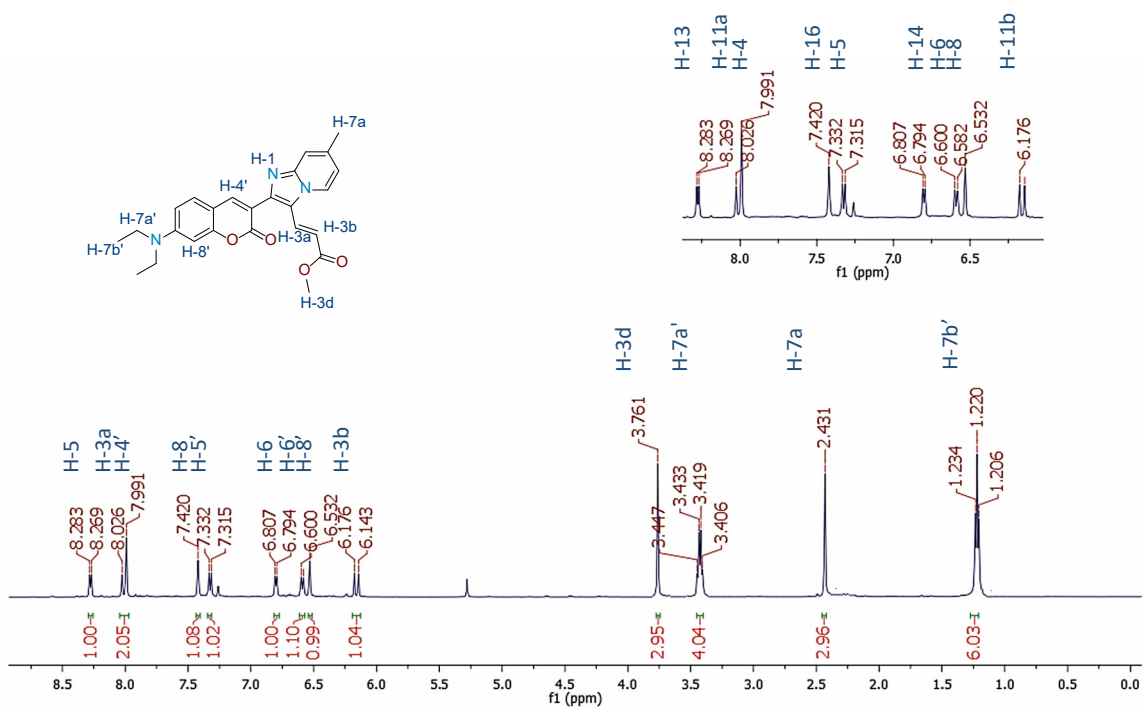 H-13
H-11a
H-4
H-16
H-5
H-14
H-6
H-8
H-11b
8.283
8.269
8.026
7.991
7.420
7.332
7.315
6.807
6.794
6.600
6.582
6.532
6.176
8.0
7.5
7.0
6.5
f1 (ppm)
H-7a
H-1
N
N
H-4'
H-7a'
H-7b'
N
H-8'
O
O
H-3a
H-3b
O
O
H-3d
H-3d
H-7a'
H-7a
H-7b'
H-5
H-3a
H-4'
H-8
H-5'
H-6
H-6'
H-8'
H-3b
8.283
8.269
8.026
7.991
7.420
7.332
7.315
6.807
6.794
6.600
6.532
6.176
6.143
3.761
3.447
3.433
3.419
3.406
2.431
1.234
1.220
1.206
1.00
2.05
1.08
1.02
1.00
1.10
0.99
1.04
2.95
4.04
2.96
6.03
8.5
8.0
7.5
7.0
6.5
6.0
5.5
5.0
4.5
4.0
3.5
3.0
2.5
2.0
1.5
1.0
0.5
0.0
f1 (ppm)